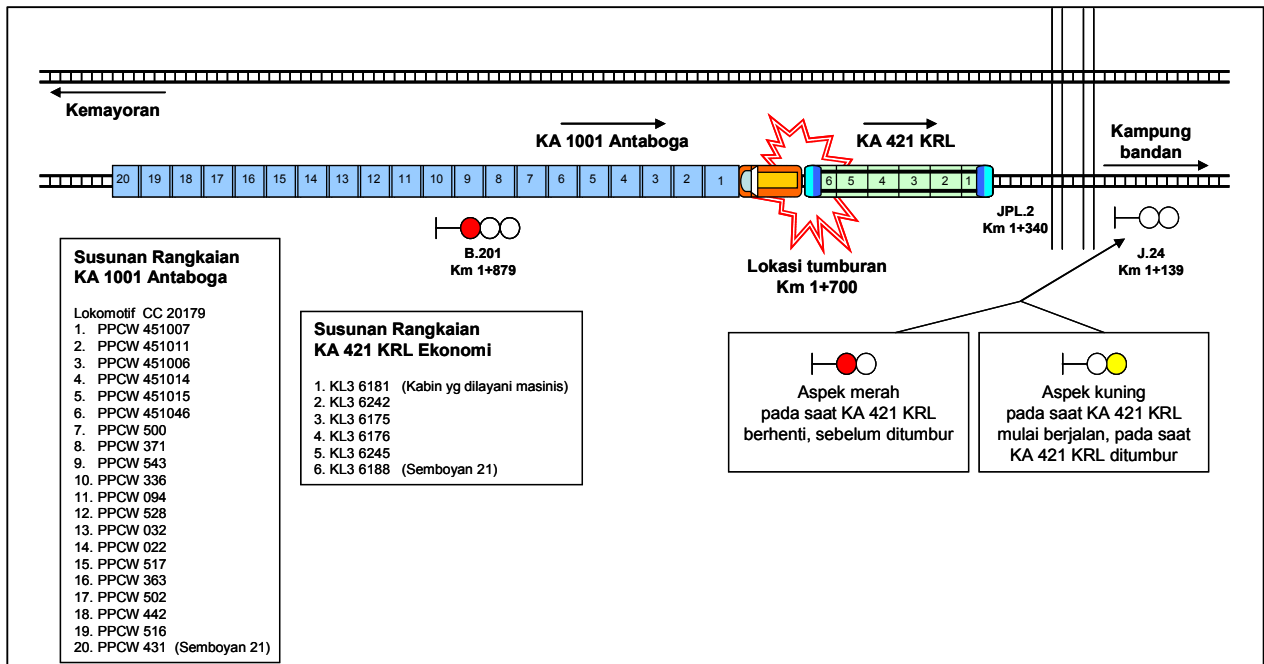 Kemayoran
KA 1001 Antaboga
KA 421 KRL
Kampung
bandan
20 19 18 17 16 15 14 13 12 11 10 9 8 7 6 5 4 3 2 1
6 5 4 3 2 1
B.201
Km 1+879
Lokasi tumburan
Km 1+700
JPL.2
Km 1+340
J.24
Km 1+139
Susunan Rangkaian
KA 1001 Antaboga
Lokomotif CC 20179
1. PPCW 451007
2. PPCW 451011
3. PPCW 451006
4. PPCW 451014
5. PPCW 451015
6. PPCW 451046
7. PPCW 500
8. PPCW 371
9. PPCW 543
10. PPCW 336
11. PPCW 094
12. PPCW 528
13. PPCW 032
14. PPCW 022
15. PPCW 517
16. PPCW 363
17. PPCW 502
18. PPCW 442
19. PPCW 516
20. PPCW 431 (Semboyan 21)
Susunan Rangkaian
KA 421 KRL Ekonomi
1. KL3 6181 (Kabin yg dilayani masinis)
2. KL3 6242
3. KL3 6175
4. KL3 6176
5. KL3 6245
6. KL3 6188 (Semboyan 21)
Aspek merah
pada saat KA 421 KRL
berhenti, sebelum ditumbur
Aspek kuning
pada saat KA 421 KRL
mulai berjalan, pada saat
KA 421 KRL ditumbur